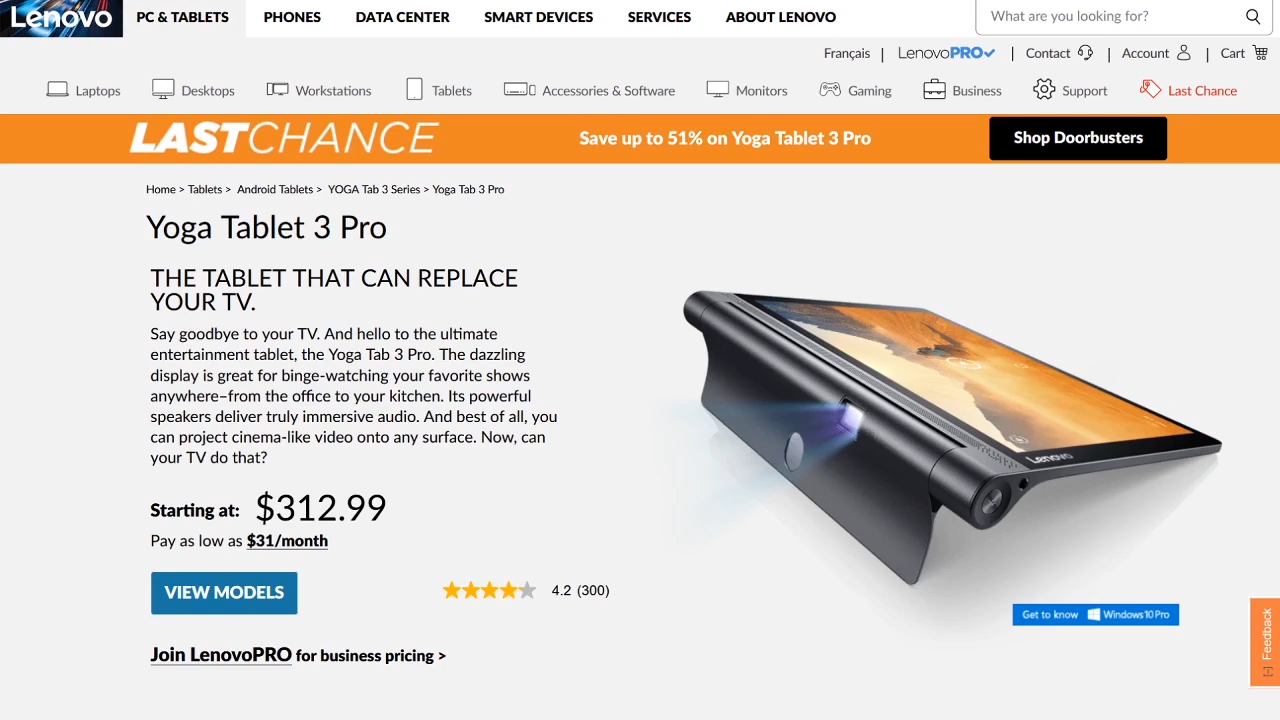 Lenovo
PC & TABLETS
PHONES
DATA CENTER
SMART DEVICES
SERVICES
ABOUT LENOVO
What are you looking for?
Français | LenovoPRO | Contact | Account | Cart
Laptops
Desktops
Workstations
Tablets
Accessories & Software
Monitors
Gaming
Business
Support
Last Chance
LASTCHANCE
Save up to 51% on Yoga Tablet 3 Pro
Shop Doorbusters
Home > Tablets > Android Tablets > YOGA Tab 3 Series > Yoga Tab 3 Pro
Yoga Tablet 3 Pro
THE TABLET THAT CAN REPLACE
YOUR TV.
Say goodbye to your TV. And hello to the ultimate
entertainment tablet, the Yoga Tab 3 Pro. The dazzling
display is great for binge-watching your favorite shows
anywhere–from the office to your kitchen. Its powerful
speakers deliver truly immersive audio. And best of all, you
can project cinema-like video onto any surface. Now, can
your TV do that?
Lenovo
Starting at: $312.99
Pay as low as $31/month
VIEW MODELS
4.2 (300)
Get to know Windows 10 Pro
Join LenovoPRO for business pricing >
[-] Feedback